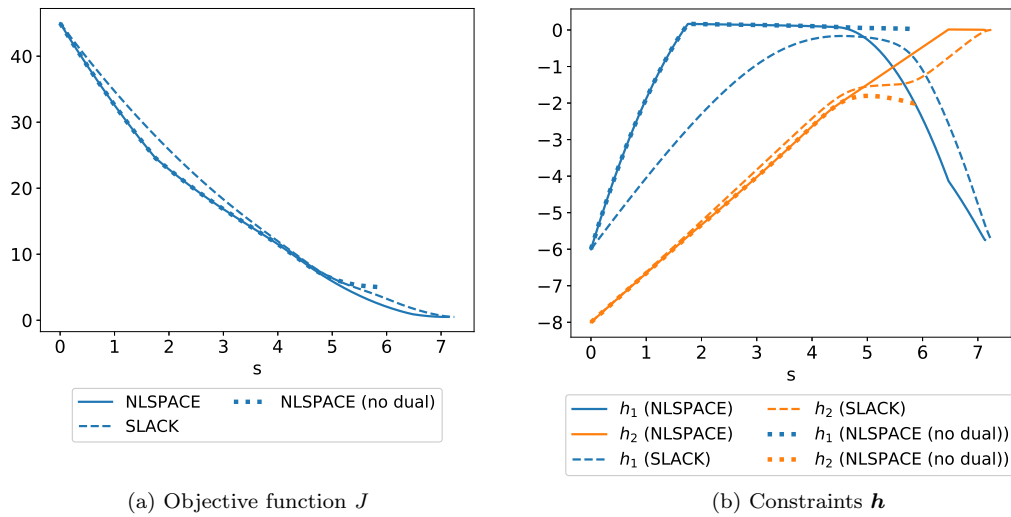 40
30
20
10
0
0 1 2 3 4 5 6 7
s
NLSPACE
SLACK
NLSPACE (no dual)
(a) Objective function J
0
−1
−2
−3
−4
−5
−6
−7
−8
0 1 2 3 4 5 6 7
s
h₁ (NLSPACE)
h₂ (NLSPACE)
h₁ (SLACK)
h₂ (SLACK)
h₁ (NLSPACE (no dual))
h₂ (NLSPACE (no dual))
(b) Constraints h